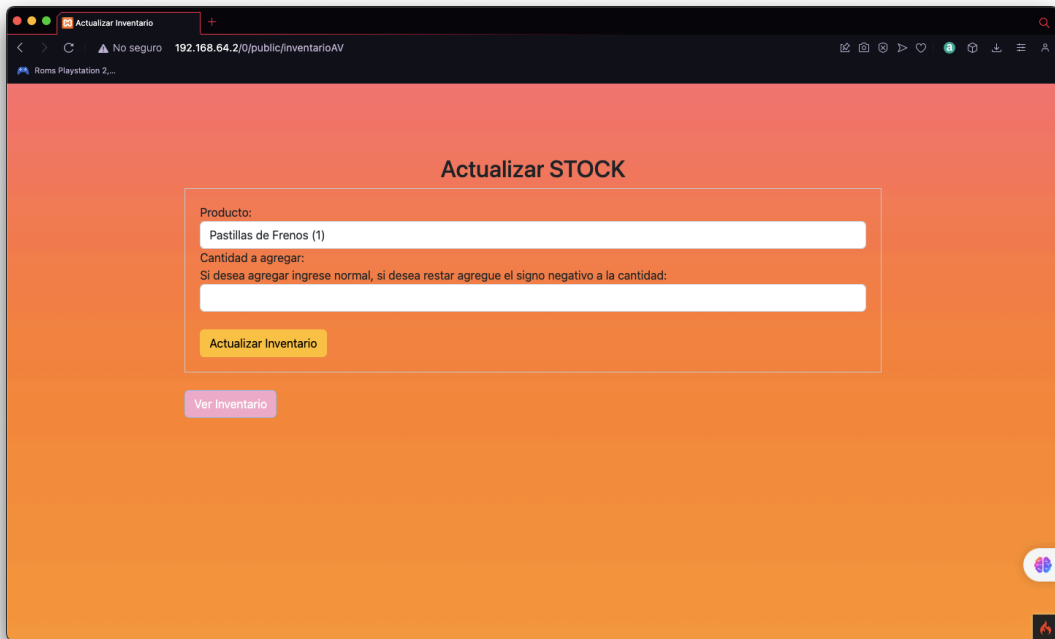 Actualizar Inventario
No seguro 192.168.64.2/0/public/inventarioAV
Roms Playstation 2,...
Actualizar STOCK
Producto:
Pastillas de Frenos (1)
Cantidad a agregar:
Si desea agregar ingrese normal, si desea restar agregue el signo negativo a la cantidad:
Actualizar Inventario
Ver Inventario